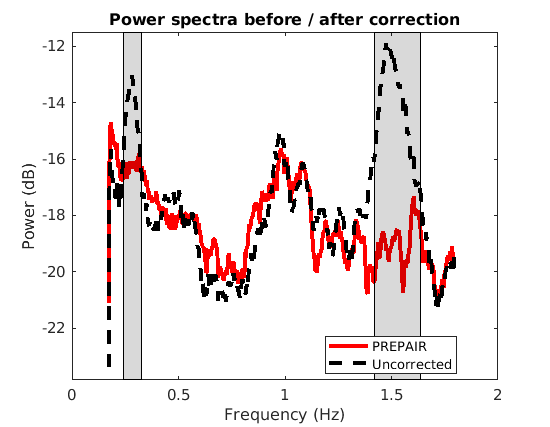 Power spectra before / after correction
Power (dB)
-12
-14
-16
-18
-20
-22
0
0.5
1
1.5
2
Frequency (Hz)
PREPAIR
Uncorrected